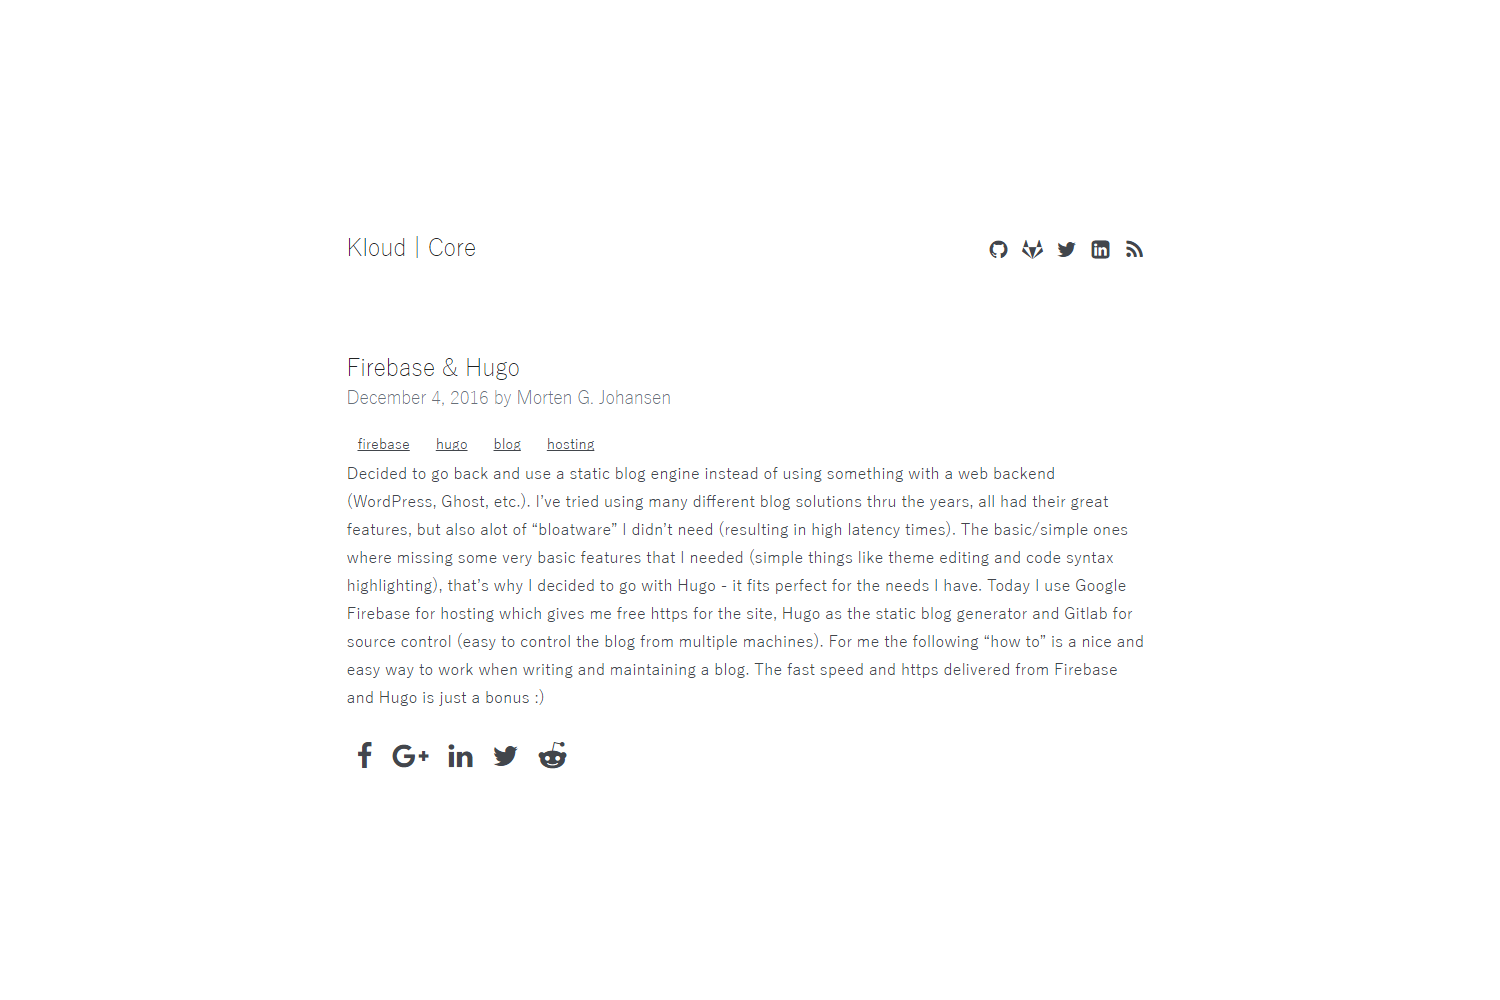 Kloud | Core
Firebase & Hugo
December 4, 2016 by Morten G. Johansen
firebase hugo blog hosting
Decided to go back and use a static blog engine instead of using something with a web backend
(WordPress, Ghost, etc.). I’ve tried using many different blog solutions thru the years, all had their great
features, but also alot of “bloatware” I didn’t need (resulting in high latency times). The basic/simple ones
where missing some very basic features that I needed (simple things like theme editing and code syntax
highlighting), that’s why I decided to go with Hugo - it fits perfect for the needs I have. Today I use Google
Firebase for hosting which gives me free https for the site, Hugo as the static blog generator and Gitlab for
source control (easy to control the blog from multiple machines). For me the following “how to” is a nice and
easy way to work when writing and maintaining a blog. The fast speed and https delivered from Firebase
and Hugo is just a bonus :)